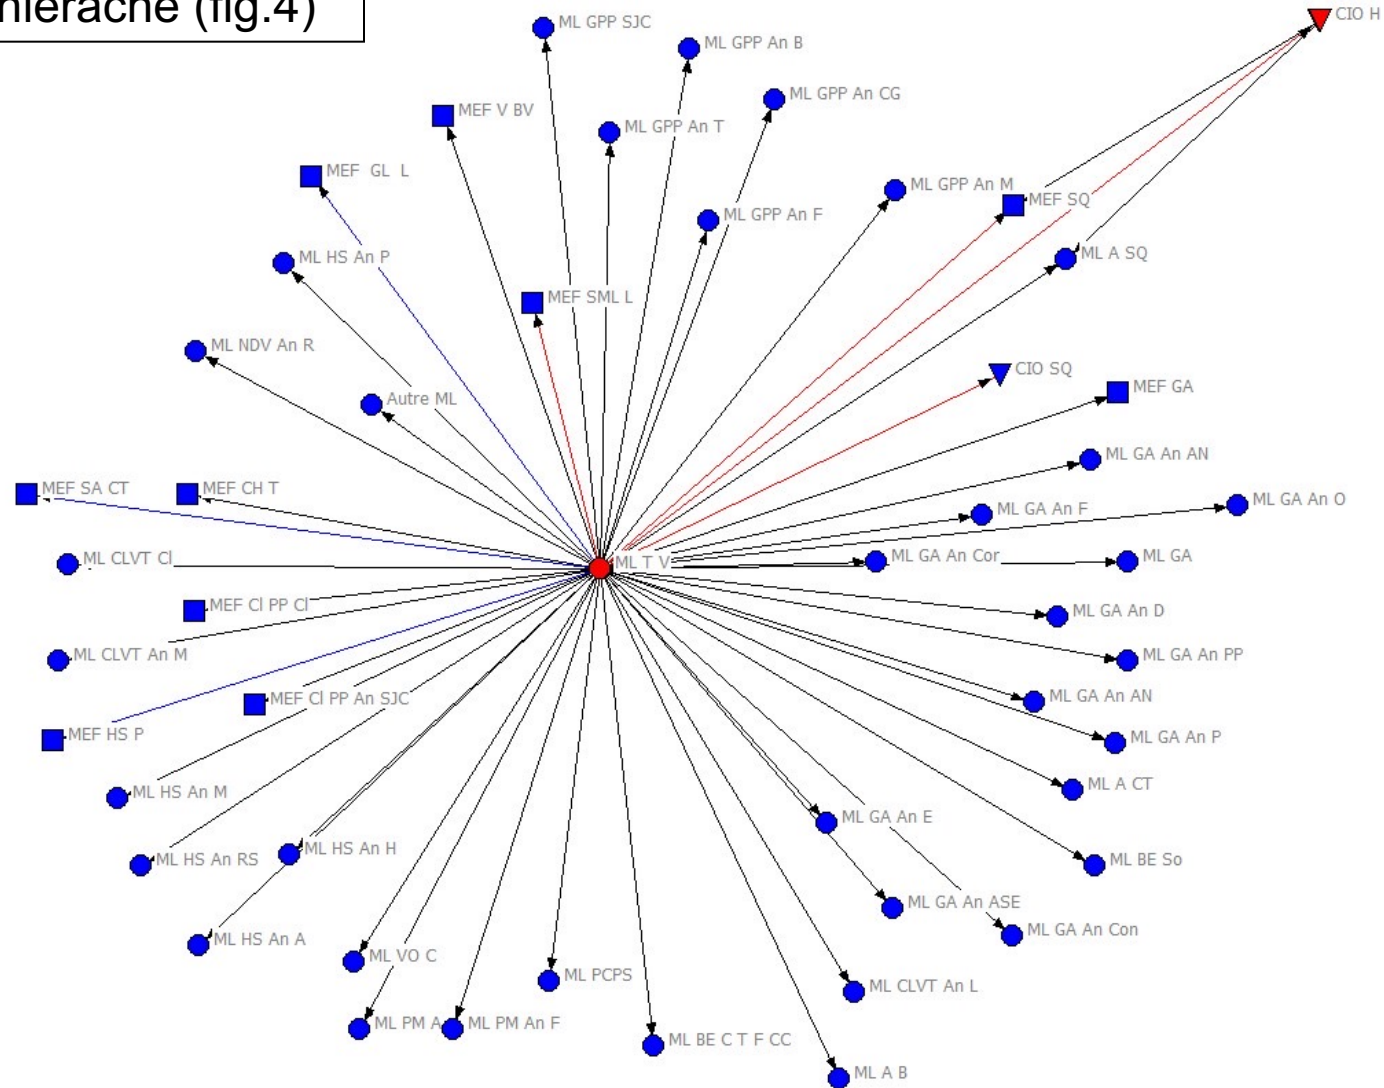 hiérache (fig.4)
CIO H
ML GPP SJC
ML GPP An B
ML GPP An CG
MEF V BV
ML GPP An T
MEF  GL  L
ML GPP An M
MEF SQ
ML GPP An F
ML A SQ
ML HS An P
MEF SML L
ML NDV An R
CIO SQ
MEF GA
Autre ML
ML GA An AN
MEF SA CT
MEF CH T
ML GA An O
ML GA An F
ML CLVT Cl
ML T V
ML GA An Cor
ML GA
MEF Cl PP Cl
ML GA An D
ML CLVT An M
ML GA An PP
MEF Cl PP An SJC
ML GA An AN
MEF HS P
ML GA An P
ML HS An M
ML A CT
ML GA An E
ML HS An RS
ML HS An H
ML BE So
ML GA An ASE
ML HS An A
ML GA An Con
ML VO C
ML PCPS
ML CLVT An L
ML PM A
ML PM An F
ML BE C T F CC
ML A B